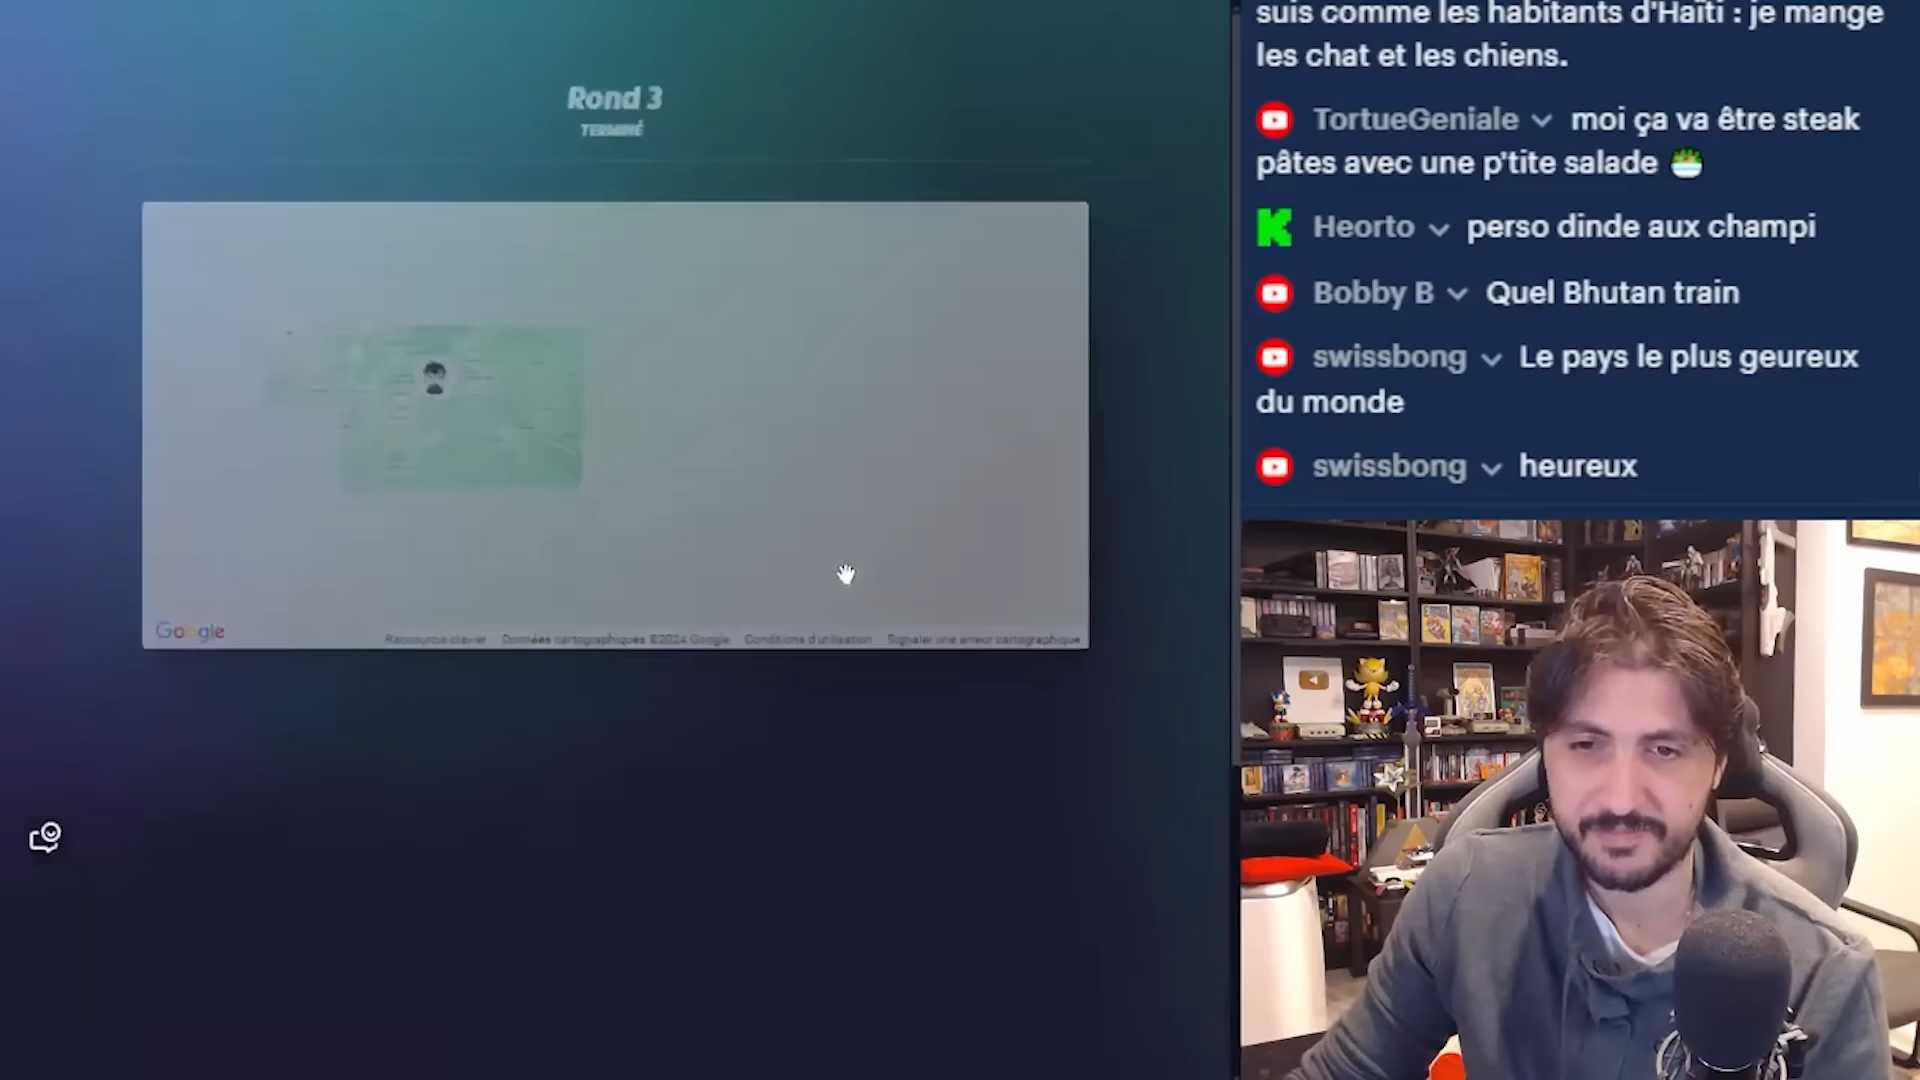 Rond 3
TERMINÉ
Google
Raccourcis clavier
Données cartographiques ©2024 Google
Conditions d'utilisation
Signaler une erreur cartographique
suis comme les habitants d'Haïti : je mange
les chat et les chiens.
TortueGeniale moi ça va être steak
pâtes avec une p'tite salade
Heorto perso dinde aux champi
Bobby B Quel Bhutan train
swissbong Le pays le plus geureux
du monde
swissbong heureux